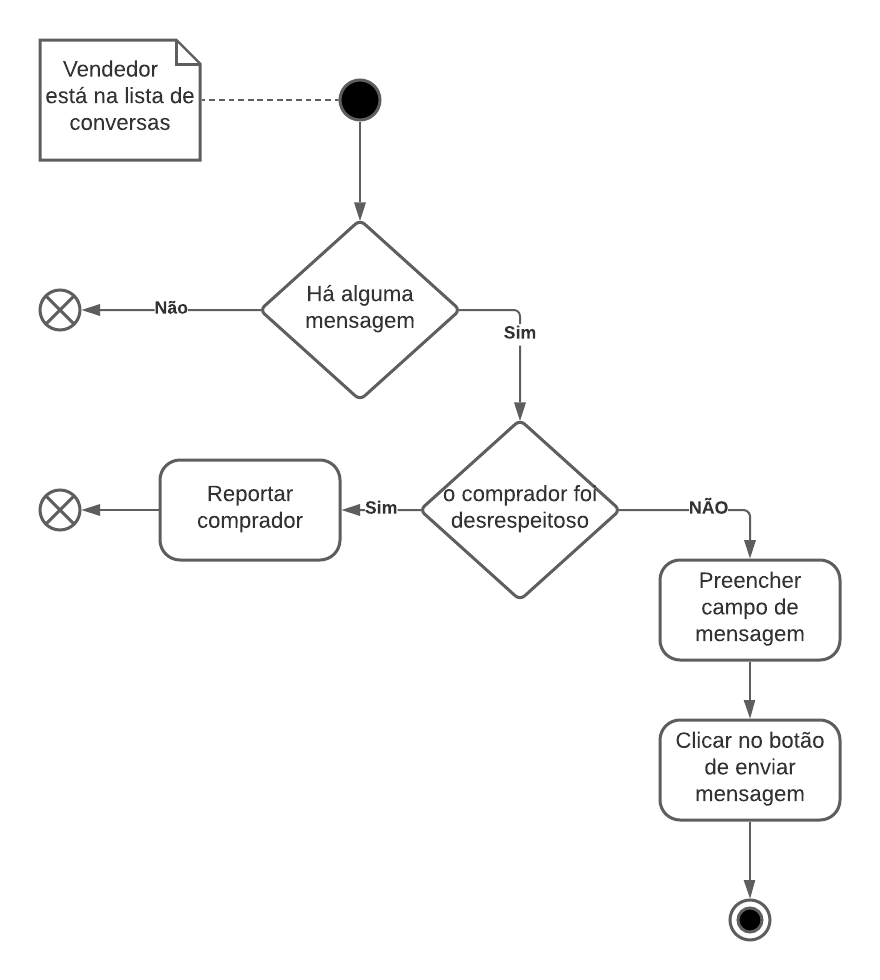 Vendedor
está na lista de
conversas
Há alguma
mensagem
Não
Sim
o comprador foi
desrespeitoso
Sim
Reportar
comprador
NÃO
Preencher
campo de
mensagem
Clicar no botão
de enviar
mensagem